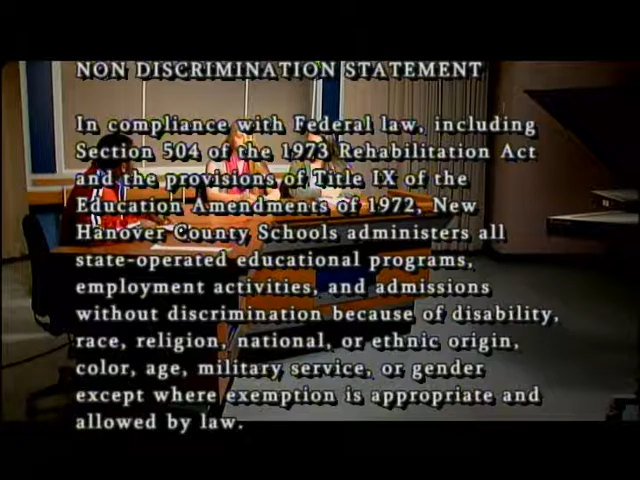 NON DISCRIMINATION STATEMENT
In compliance with Federal law, including
Section 504 of the 1973 Rehabilitation Act
and the provisions of Title IX of the
Education Amendments of 1972, New
Hanover County Schools administers all
state-operated educational programs,
employment activities, and admissions
without discrimination because of disability,
race, religion, national, or ethnic origin,
color, age, military service, or gender
except where exemption is appropriate and
allowed by law.